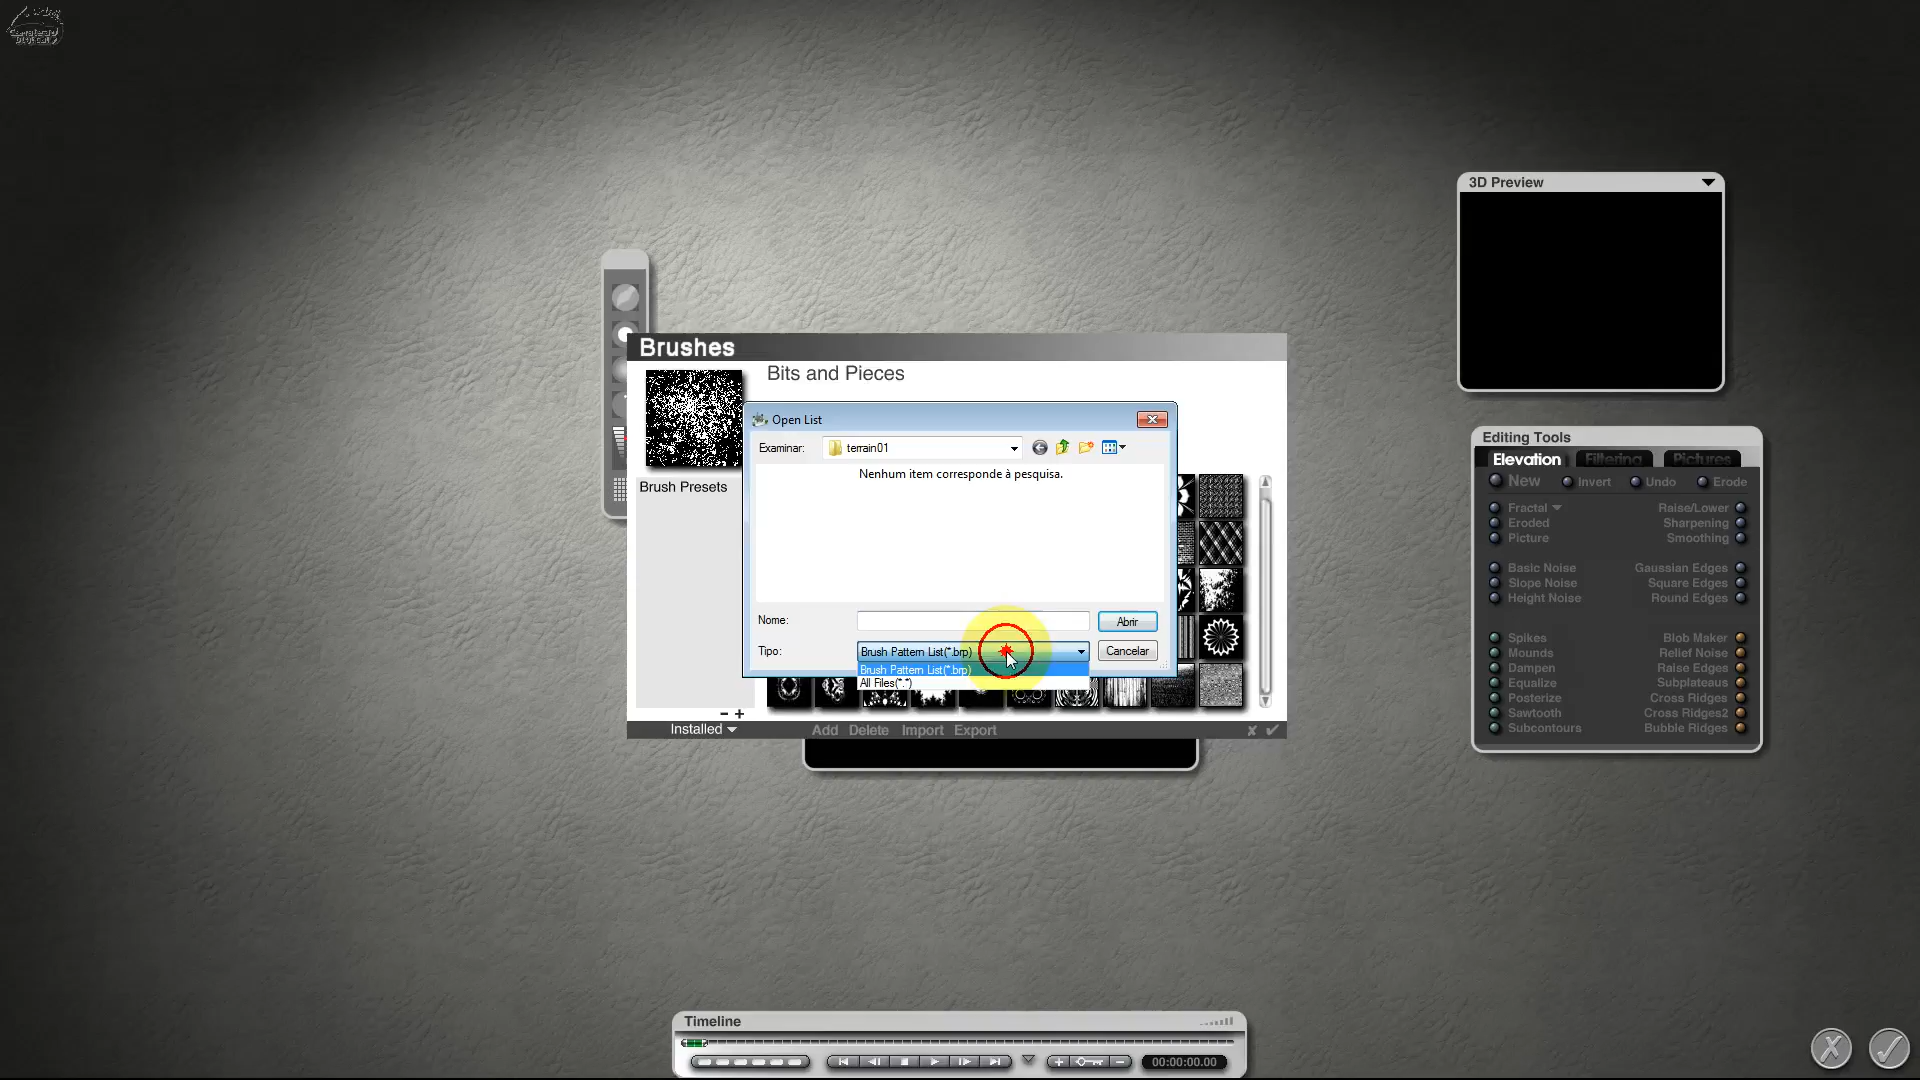 3D Preview
Brushes
Bits and Pieces
Open List
Examinar: terrain01
Nenhum item corresponde à pesquisa.
Brush Presets
Nome:
Abrir
Tipo: Brush Pattern List(*.brp)
Cancelar
Brush Pattern List(*.brp)
All Files(*.*)
Installed
Add Delete Import Export
Editing Tools
Elevation Filtering Pictures
New Invert Undo Erode
Fractal Raise/Lower
Eroded Sharpening
Picture Smoothing
Basic Noise Gaussian Edges
Slope Noise Square Edges
Height Noise Round Edges
Spikes Blob Maker
Mounds Relief Noise
Dampen Raise Edges
Equalize Subplateaus
Posterize Cross Ridges
Sawtooth Cross Ridges2
Subcontours Bubble Ridges
Timeline
00:00:00.00